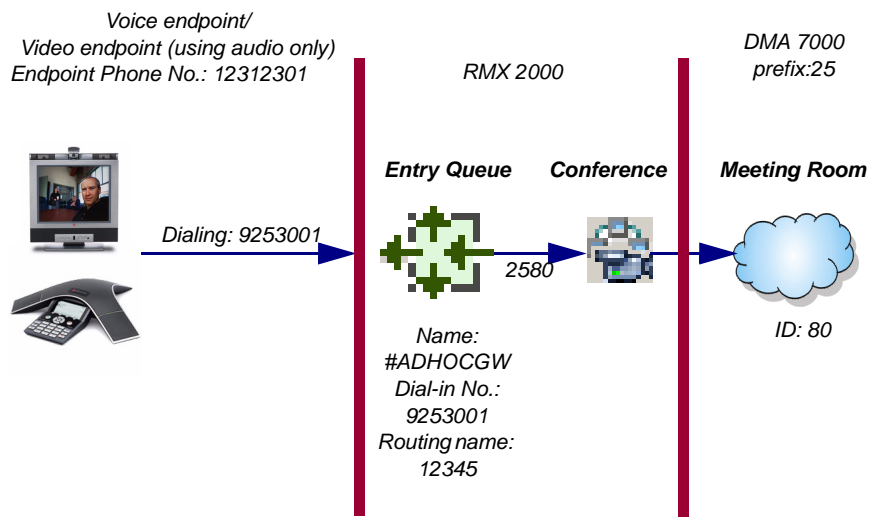 Voice endpoint/
Video endpoint (using audio only)
Endpoint Phone No.: 12312301
RMX 2000
DMA 7000
prefix:25
Entry Queue
Conference
Meeting Room
Dialing: 9253001
2580
Name:
#ADHOCGW
Dial-in No.:
9253001
Routing name:
12345
ID: 80